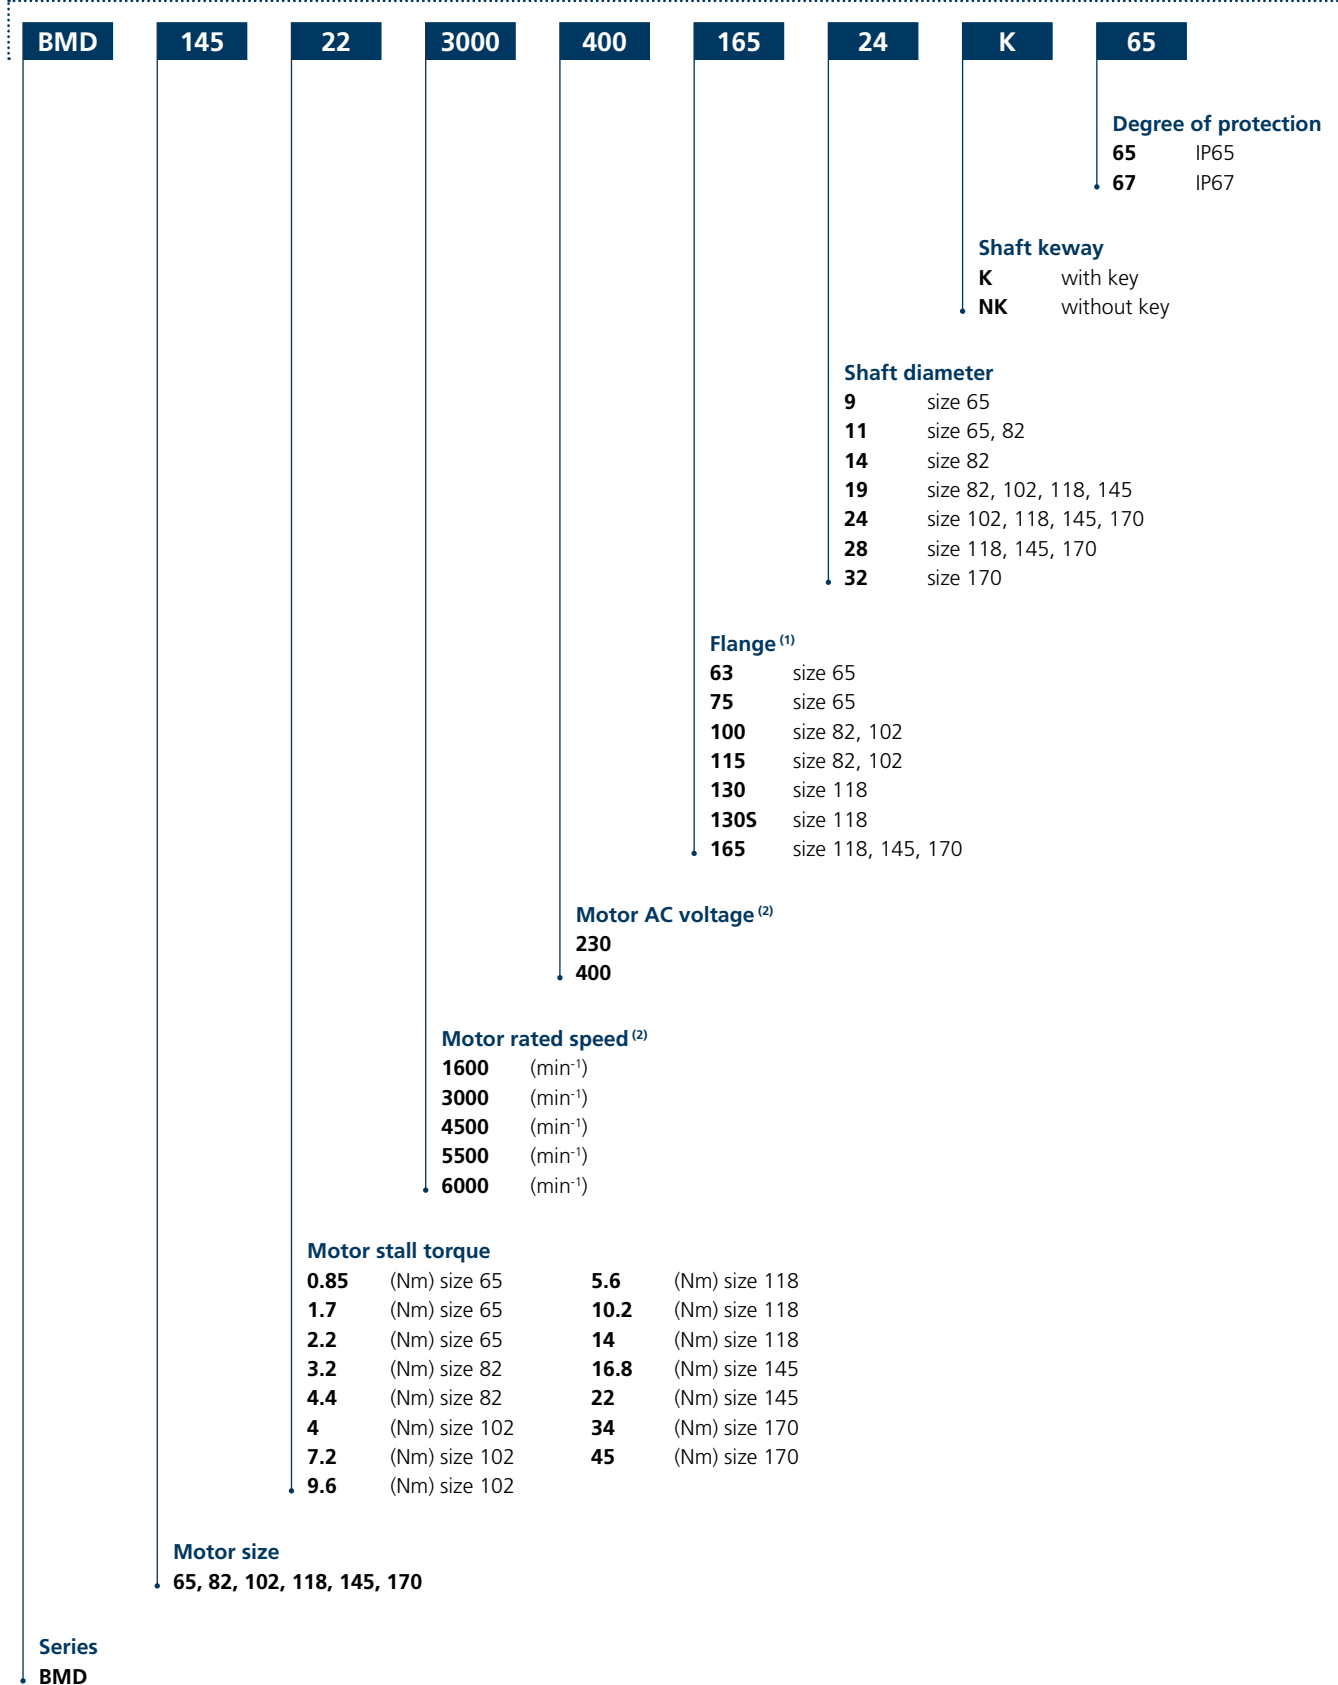 BMD 145 22 3000 400 165 24 K 65
Degree of protection
65 IP65
67 IP67
Shaft keway
K with key
NK without key
Shaft diameter
9 size 65
11 size 65, 82
14 size 82
19 size 82, 102, 118, 145
24 size 102, 118, 145, 170
28 size 118, 145, 170
32 size 170
Flange (1)
63 size 65
75 size 65
100 size 82, 102
115 size 82, 102
130 size 118
130S size 118
165 size 118, 145, 170
Motor AC voltage (2)
230
400
Motor rated speed (2)
1600 (min-1)
3000 (min-1)
4500 (min-1)
5500 (min-1)
6000 (min-1)
Motor stall torque
0.85 (Nm) size 65 5.6 (Nm) size 118
1.7 (Nm) size 65 10.2 (Nm) size 118
2.2 (Nm) size 65 14 (Nm) size 118
3.2 (Nm) size 82 16.8 (Nm) size 145
4.4 (Nm) size 82 22 (Nm) size 145
4 (Nm) size 102 34 (Nm) size 170
7.2 (Nm) size 102 45 (Nm) size 170
9.6 (Nm) size 102
Motor size
65, 82, 102, 118, 145, 170
Series
BMD